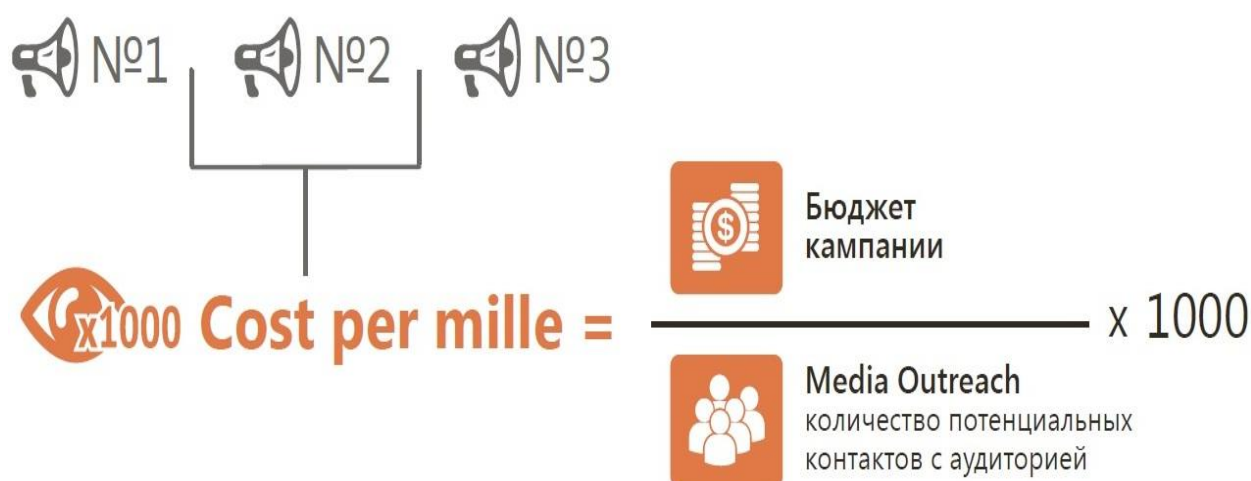 №1 №2 №3
Бюджет
кампании
x1000 Cost per mille = x 1000
Media Outreach
количество потенциальных
контактов с аудиторией